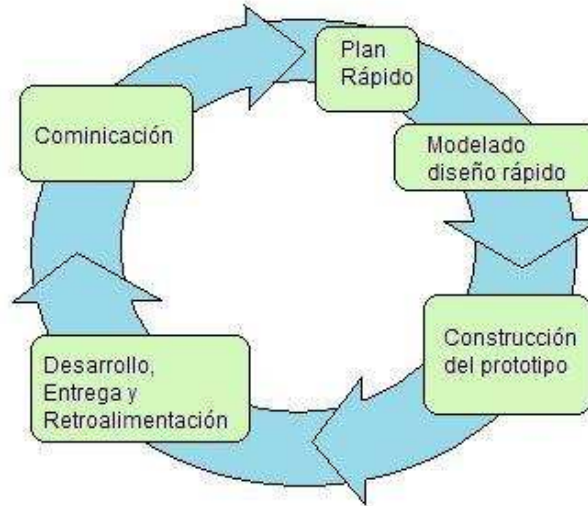 Plan
Rápido
Modelado
diseño rápido
Construcción
del prototipo
Desarrollo,
Entrega y
Retroalimentación
Cominicación